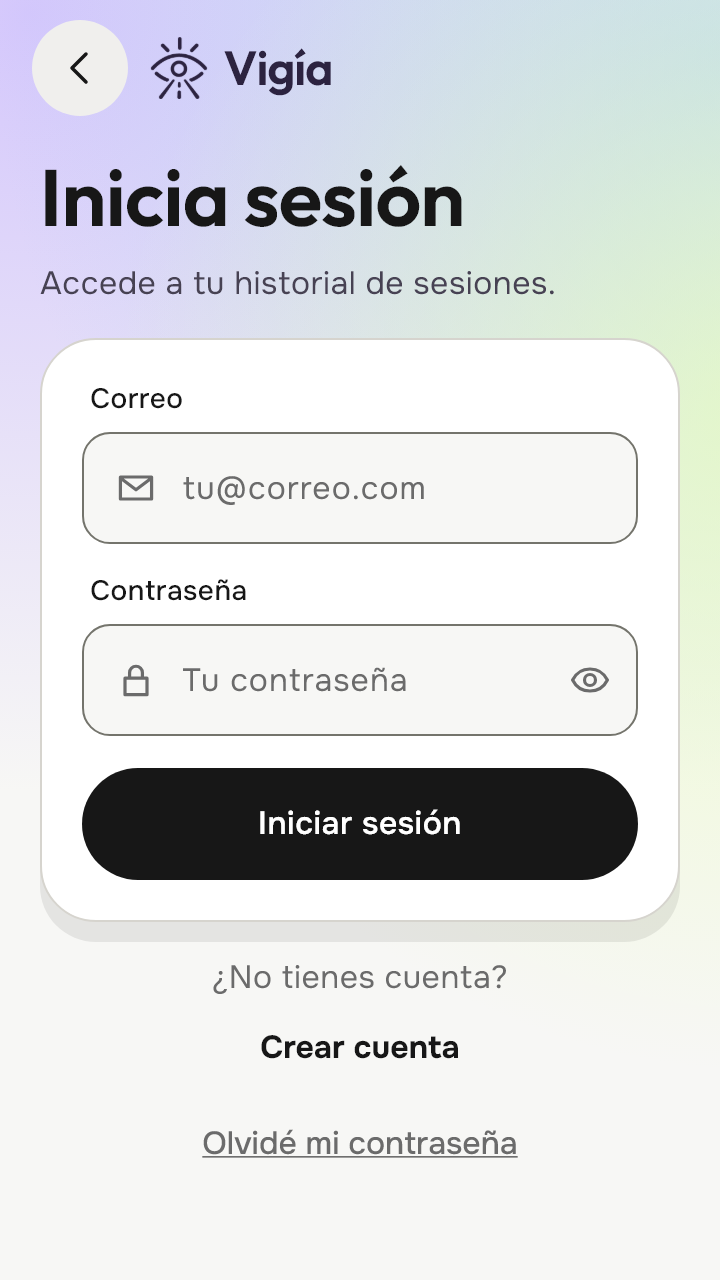 Vigía
Inicia sesión
Accede a tu historial de sesiones.
Correo
tu@correo.com
Contraseña
Tu contraseña
Iniciar sesión
¿No tienes cuenta?
Crear cuenta
Olvidé mi contraseña